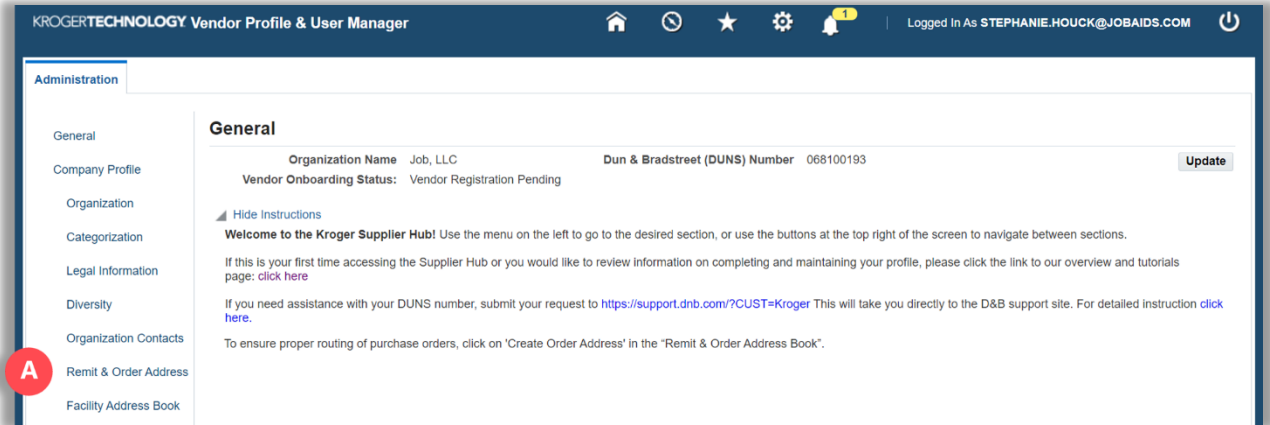 KROGERTECHNOLOGY Vendor Profile & User Manager
1
Logged In As STEPHANIE.HOUCK@JOBAIDS.COM
Administration
General
Company Profile
Organization
Categorization
Legal Information
Diversity
Organization Contacts
A
Remit & Order Address
Facility Address Book
General
Organization Name Job, LLC Dun & Bradstreet (DUNS) Number 068100193
Update
Vendor Onboarding Status: Vendor Registration Pending
Hide Instructions
Welcome to the Kroger Supplier Hub! Use the menu on the left to go to the desired section, or use the buttons at the top right of the screen to navigate between sections.
If this is your first time accessing the Supplier Hub or you would like to review information on completing and maintaining your profile, please click the link to our overview and tutorials
page: click here
If you need assistance with your DUNS number, submit your request to https://support.dnb.com/?CUST=Kroger This will take you directly to the D&B support site. For detailed instruction click
here.
To ensure proper routing of purchase orders, click on 'Create Order Address' in the “Remit & Order Address Book”.